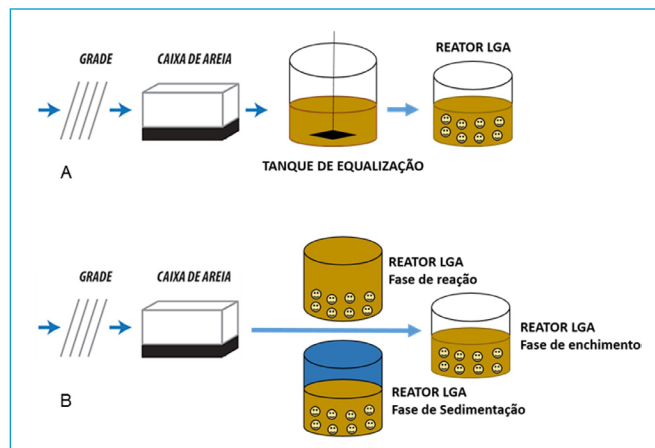 GRADE
CAIXA DE AREIA
REATOR LGA
TANQUE DE EQUALIZAÇÃO
A
REATOR LGA
Fase de reação
GRADE
CAIXA DE AREIA
REATOR LGA
Fase de enchimento
REATOR LGA
Fase de Sedimentação
B